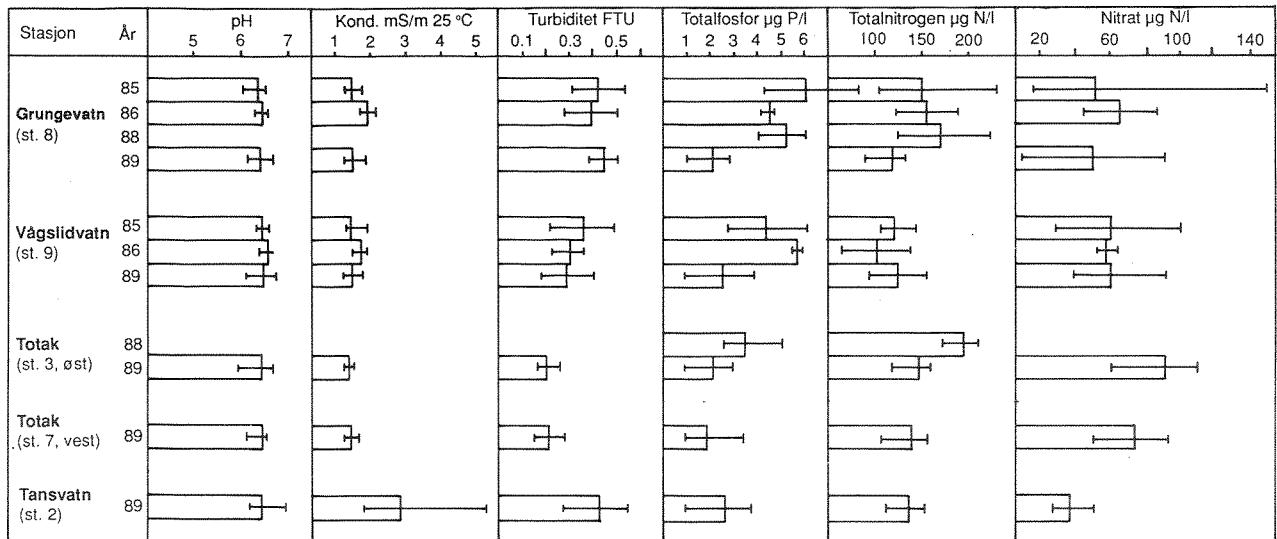 Stasjon År pH Kond. mS/m 25 °C Turbiditet FTU Totalfosfor µg P/l Totalnitrogen µg N/l Nitrat µg N/l
5 6 7 1 2 3 4 5 0.1 0.3 0.5 1 2 3 4 5 6 100 150 200 20 60 100 150
85
Grungevatn 86
(st. 8) 88
89
Vågslidvatn 85
(st. 9) 86
89
Totak 88
(st. 3, øst) 89
Totak
(st. 7, vest) 89
Tansvatn 89
(st. 2)